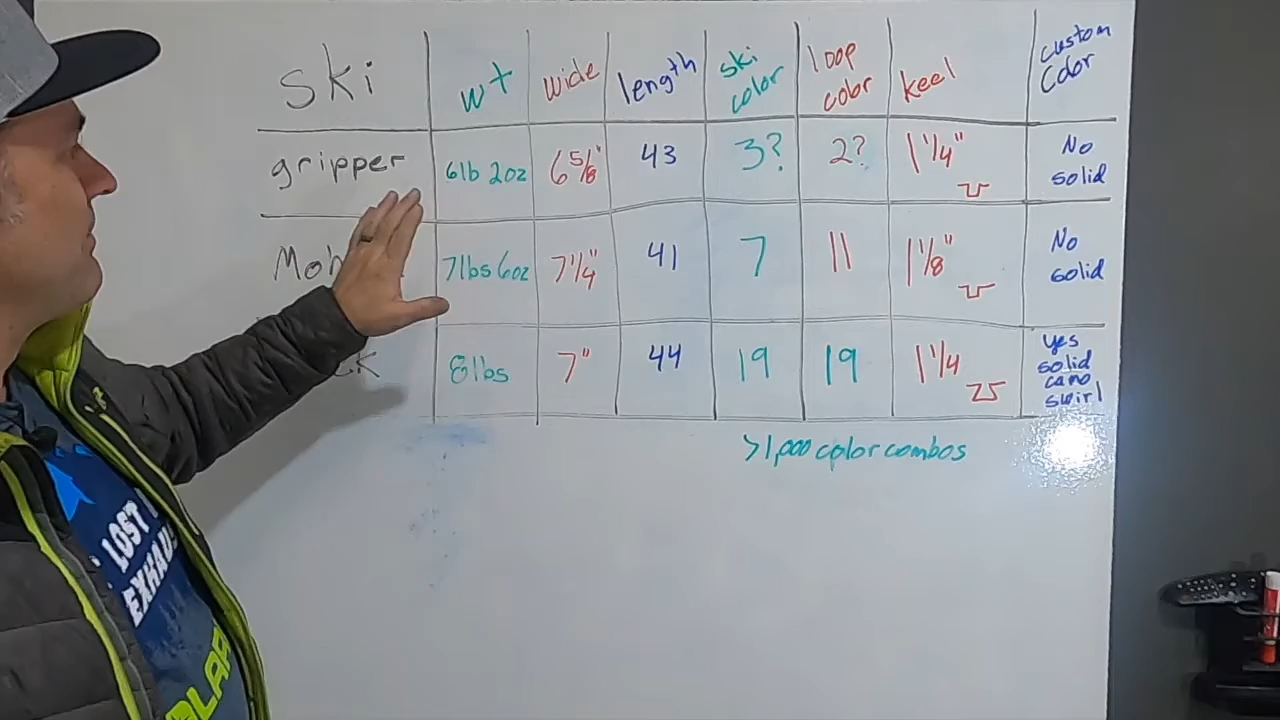 ski wt wide length ski color loop color keel custom color
gripper 6lb 2oz 6 5/8" 43 3? 2? 1 1/4" No solid
7lbs 6oz 7 1/4" 41 7 11 1 1/8" No solid
8lbs 7" 44 19 19 1 1/4 yes solid camo swirl
>1,000 color combos
LOST